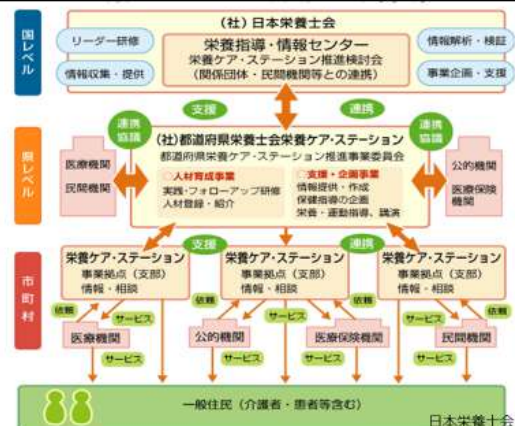 国レベル
(社)日本栄養士会
リーダー研修
情報収集・提供
栄養指導・情報センター
栄養ケア・ステーション推進検討会
(関係団体・民間機関等との連携)
情報解析・検証
事業企画・支援
支援
連携
県レベル
連携協議
連携協議
医療機関
民間機関
(社)都道府県栄養士会栄養ケア・ステーション
都道府県栄養ケア・ステーション推進事業委員会
○人材育成事業
実践・フォローアップ研修
人材登録・紹介
○支援・企画事業
情報提供・作成
保健指導の企画
栄養・運動指導、講演
公的機関
医療保険機関
支援
連携
市町村
栄養ケア・ステーション
事業拠点(支部)
情報・相談
栄養ケア・ステーション
事業拠点(支部)
情報・相談
栄養ケア・ステーション
事業拠点(支部)
情報・相談
依頼
サービス
依頼
サービス
サービス
依頼
医療機関
公的機関
医療保険機関
民間機関
サービス
サービス
サービス
サービス
一般住民(介護者・患者等含む)
日本栄養士会